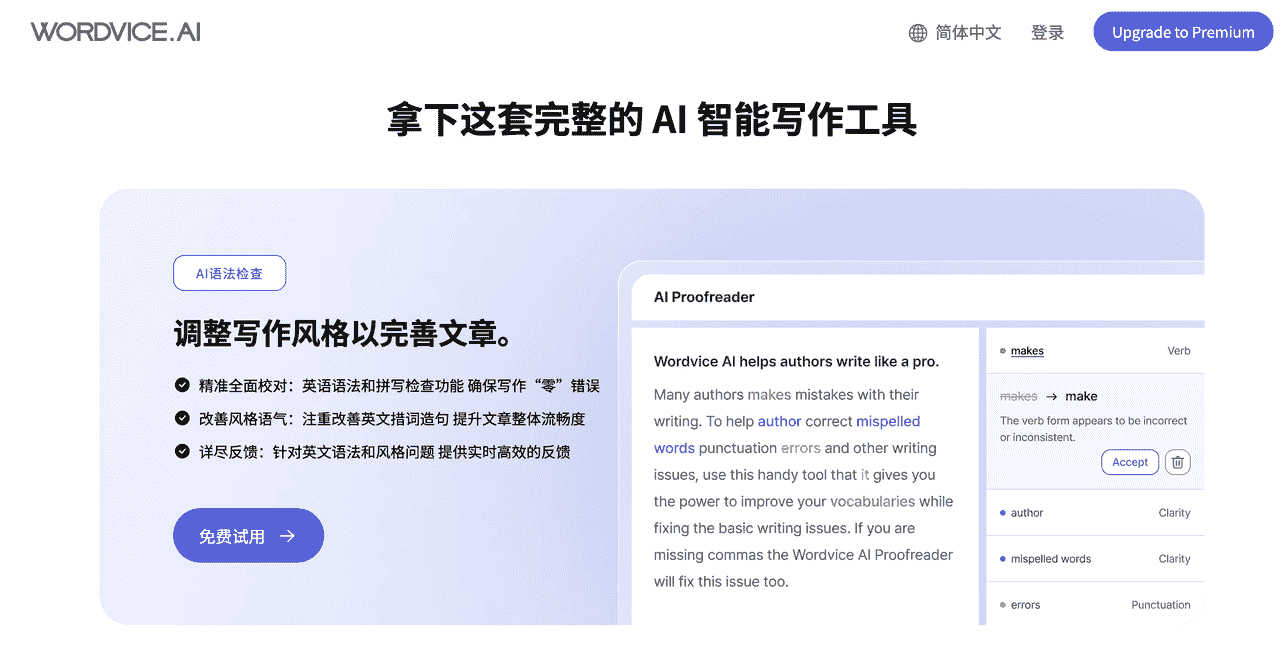 WORDVICE.AI
简体中文
登录
Upgrade to Premium
拿下这套完整的 AI 智能写作工具
AI语法检查
调整写作风格以完善文章。
精准全面校对：英语语法和拼写检查功能 确保写作“零”错误
改善风格语气：注重改善英文措词造句 提升文章整体流畅度
详尽反馈：针对英文语法和风格问题 提供实时高效的反馈
免费试用 →
AI Proofreader
Wordvice AI helps authors write like a pro.
Many authors makes mistakes with their
writing. To help author correct mispelled
words punctuation errors and other writing
issues, use this handy tool that it gives you
the power to improve your vocabularies while
fixing the basic writing issues. If you are
missing commas the Wordvice AI Proofreader
will fix this issue too.
makes Verb
makes → make
The verb form appears to be incorrect
or inconsistent.
Accept
author Clarity
mispelled words Clarity
errors Punctuation